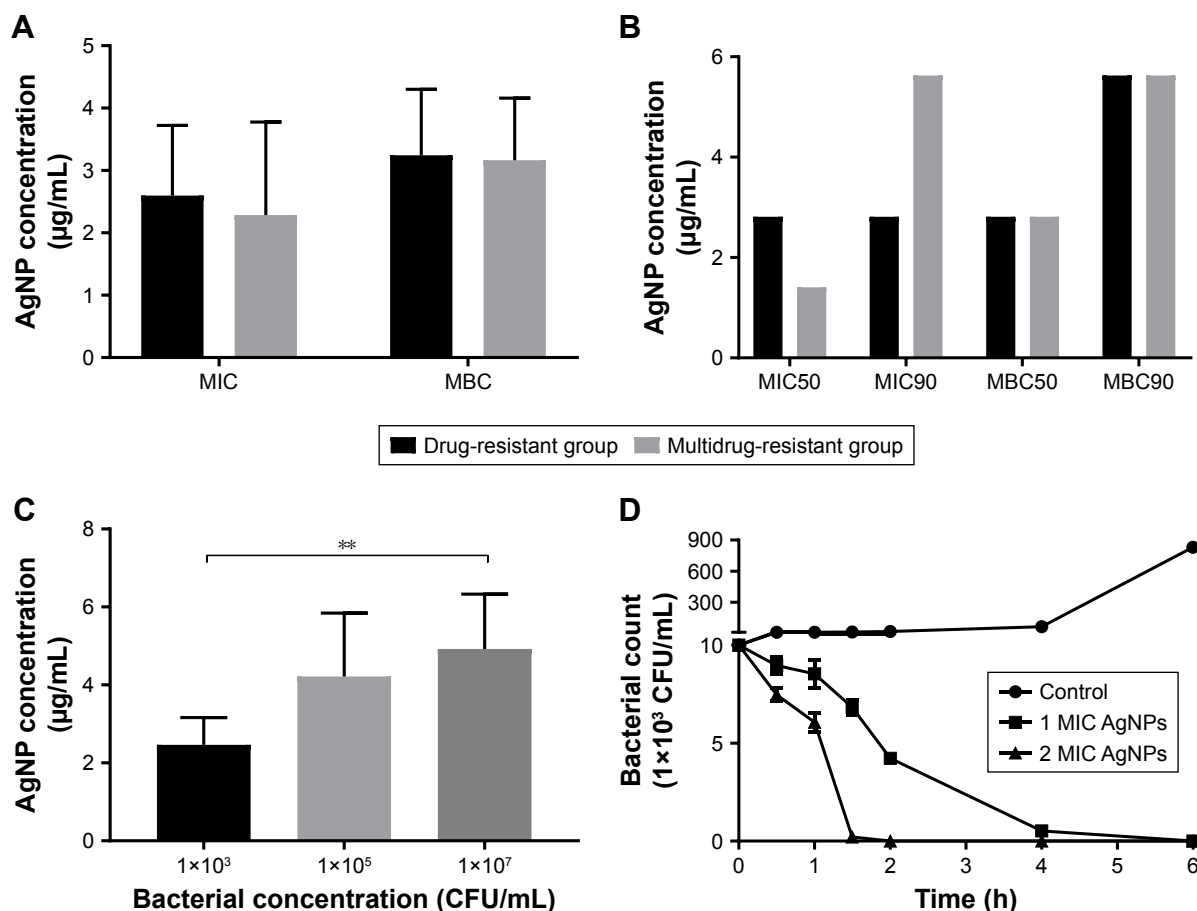 A
AgNP concentration
(µg/mL)
5
4
3
2
1
0
MIC
MBC
B
AgNP concentration
(µg/mL)
6
4
2
0
MIC50
MIC90
MBC50
MBC90
Drug-resistant group
Multidrug-resistant group
C
AgNP concentration
(µg/mL)
8
6
4
2
0
**
1×10³
1×10⁵
1×10⁷
Bacterial concentration (CFU/mL)
D
Bacterial count
(1×10³ CFU/mL)
900
600
300
10
5
0
Control
1 MIC AgNPs
2 MIC AgNPs
0 1 2 3 4 5 6
Time (h)